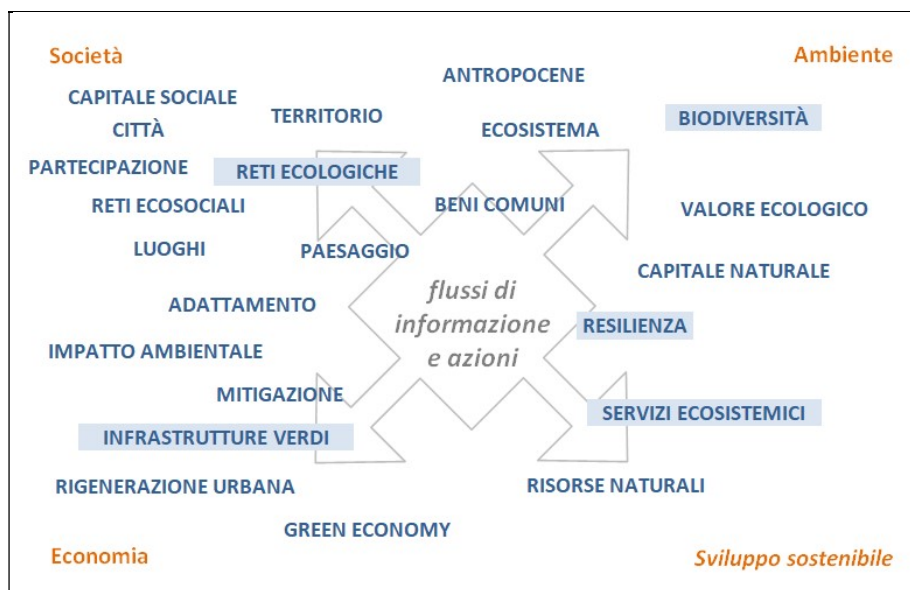 Società
Ambiente
ANTROPOCENE
CAPITALE SOCIALE
TERRITORIO
BIODIVERSITÀ
CITTÀ
ECOSISTEMA
PARTECIPAZIONE
RETI ECOLOGICHE
RETI ECOSOCIALI
BENI COMUNI
VALORE ECOLOGICO
LUOGHI
PAESAGGIO
CAPITALE NATURALE
flussi di
informazione
e azioni
ADATTAMENTO
RESILIENZA
IMPATTO AMBIENTALE
MITIGAZIONE
SERVIZI ECOSISTEMICI
INFRASTRUTTURE VERDI
RIGENERAZIONE URBANA
RISORSE NATURALI
GREEN ECONOMY
Economia
Sviluppo sostenibile